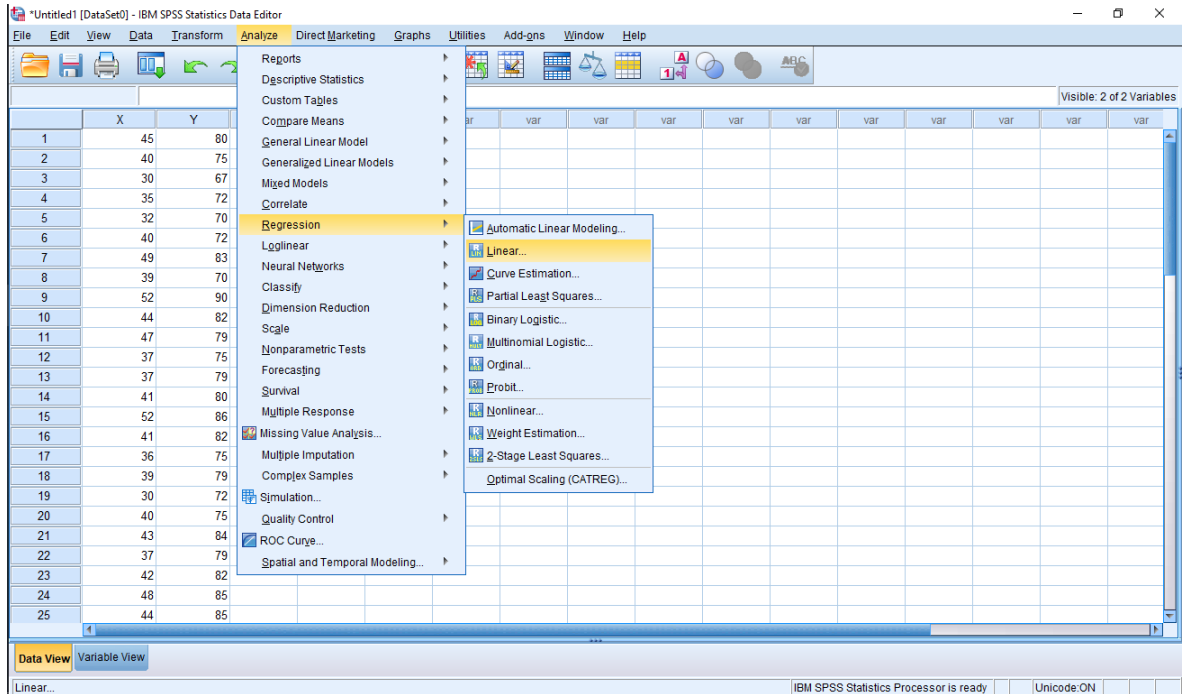 *Untitled1 [DataSet0] - IBM SPSS Statistics Data Editor
File Edit View Data Transform Analyze Direct Marketing Graphs Utilities Add-ons Window Help
Visible: 2 of 2 Variables
X Y var var var var var var var var var var
1 45 80
2 40 75
3 30 67
4 35 72
5 32 70
6 40 72
7 49 83
8 39 70
9 52 90
10 44 82
11 47 79
12 37 75
13 37 79
14 41 80
15 52 86
16 41 82
17 36 75
18 39 79
19 30 72
20 40 75
21 43 84
22 37 79
23 42 82
24 48 85
25 44 85
Reports
Descriptive Statistics
Custom Tables
Compare Means
General Linear Model
Generalized Linear Models
Mixed Models
Correlate
Regression
Loglinear
Neural Networks
Classify
Dimension Reduction
Scale
Nonparametric Tests
Forecasting
Survival
Multiple Response
Missing Value Analysis...
Multiple Imputation
Complex Samples
Simulation...
Quality Control
ROC Curve...
Spatial and Temporal Modeling...
Automatic Linear Modeling...
Linear...
Curve Estimation...
Partial Least Squares...
Binary Logistic...
Multinomial Logistic...
Ordinal...
Probit...
Nonlinear...
Weight Estimation...
2-Stage Least Squares...
Optimal Scaling (CATREG)...
Data View Variable View
Linear... IBM SPSS Statistics Processor is ready Unicode:ON